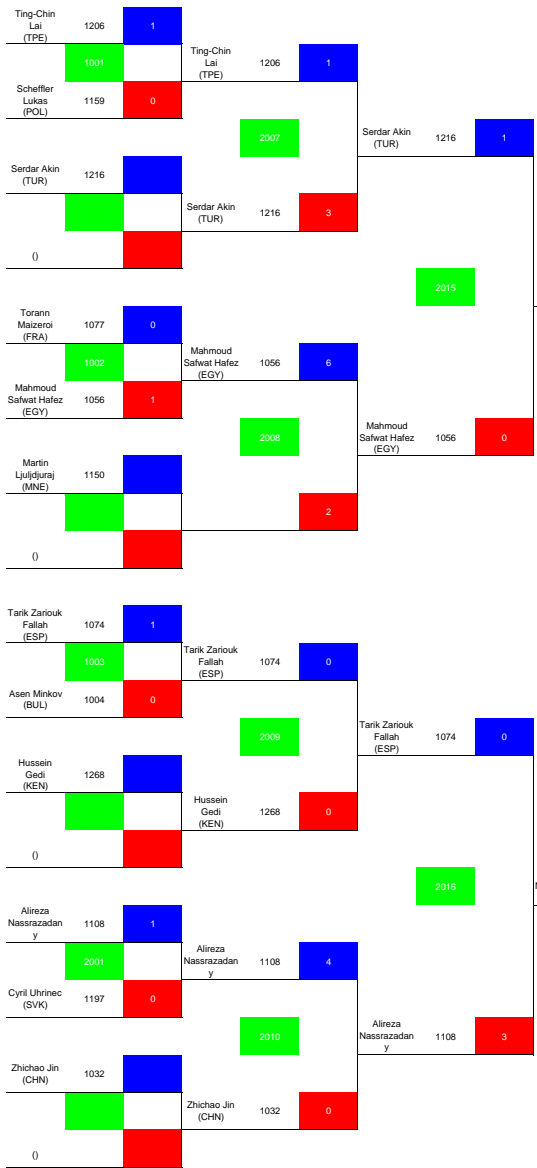 Ting-Chin
Lai
(TPE)
1206
1
1001
Scheffler
Lukas
(POL)
1159
0
Ting-Chin
Lai
(TPE)
1206
1
2007
Serdar Akin
(TUR)
1216
1
Serdar Akin
(TUR)
1216
Serdar Akin
(TUR)
1216
3
()
2015
Torann
Maizeroi
(FRA)
1077
0
1002
Mahmoud
Safwat Hafez
(EGY)
1056
1
Mahmoud
Safwat Hafez
(EGY)
1056
6
2008
Mahmoud
Safwat Hafez
(EGY)
1056
0
Martin
Ljuljdjuraj
(MNE)
1150
2
()
Tarik Zariouk
Fallah
(ESP)
1074
1
1003
Asen Minkov
(BUL)
1004
0
Tarik Zariouk
Fallah
(ESP)
1074
0
2009
Tarik Zariouk
Fallah
(ESP)
1074
0
Hussein
Gedi
(KEN)
1268
Hussein
Gedi
(KEN)
1268
0
()
2016
Alireza
Nassrazadan
y
1108
1
2001
Cyril Uhrinec
(SVK)
1197
0
Alireza
Nassrazadan
y
1108
4
2010
Alireza
Nassrazadan
y
1108
3
Zhichao Jin
(CHN)
1032
Zhichao Jin
(CHN)
1032
0
()